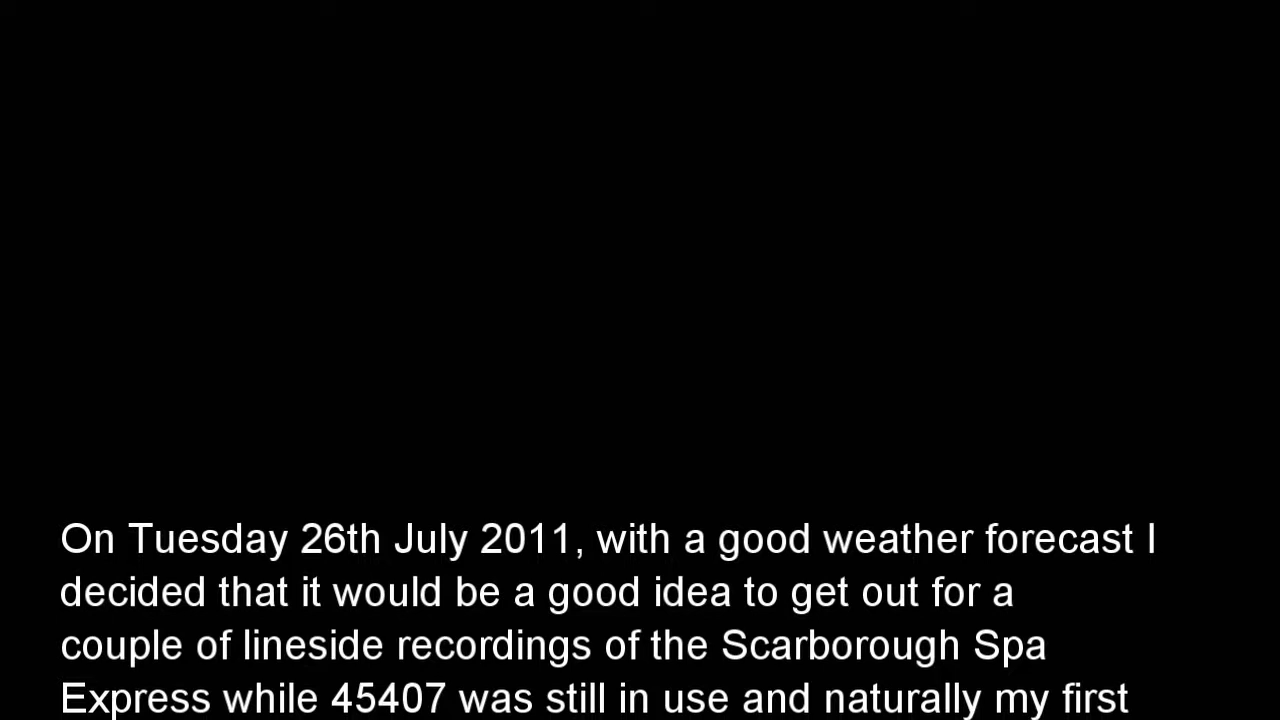 On Tuesday 26th July 2011, with a good weather forecast I
decided that it would be a good idea to get out for a
couple of lineside recordings of the Scarborough Spa
Express while 45407 was still in use and naturally my first